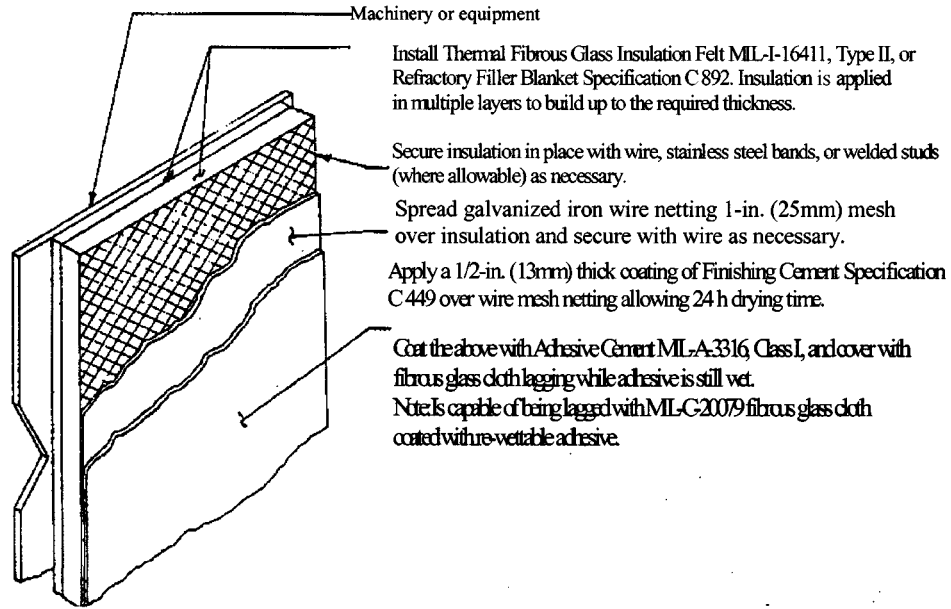 Machinery or equipment
Install Thermal Fibrous Glass Insulation Felt MIL-I-16411, Type II, or
Refractory Filler Blanket Specification C 892. Insulation is applied
in multiple layers to build up to the required thickness.
Secure insulation in place with wire, stainless steel bands, or welded studs
(where allowable) as necessary.
Spread galvanized iron wire netting 1-in. (25mm) mesh
over insulation and secure with wire as necessary.
Apply a 1/2-in. (13mm) thick coating of Finishing Cement Specification
C 449 over wire mesh netting allowing 24 h drying time.
Coat the above with Adhesive Cement MIL-A-3316, Class I, and cover with
fibrous glass cloth lagging while adhesive is still wet.
Note: Is capable of being lagged with MIL-C-20079 fibrous glass cloth
coated with re-wettable adhesive.